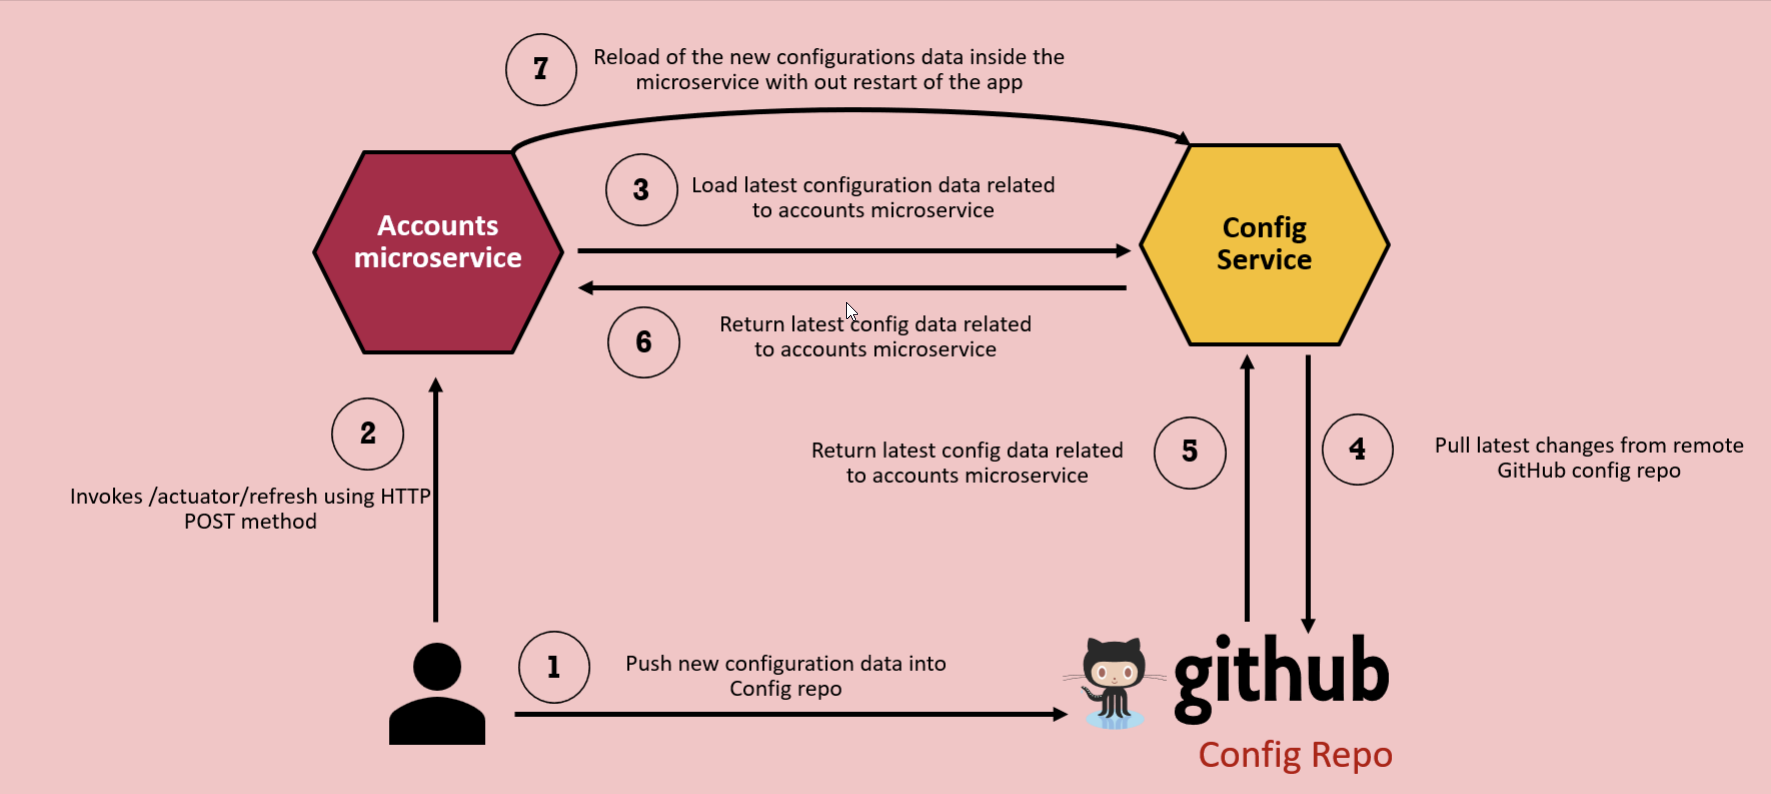 7
Reload of the new configurations data inside the
microservice with out restart of the app
3
Load latest configuration data related
to accounts microservice
Accounts
microservice
Config
Service
6
Return latest config data related
to accounts microservice
2
Invokes /actuator/refresh using HTTP
POST method
Return latest config data related
to accounts microservice
5
4
Pull latest changes from remote
GitHub config repo
1
Push new configuration data into
Config repo
github
Config Repo